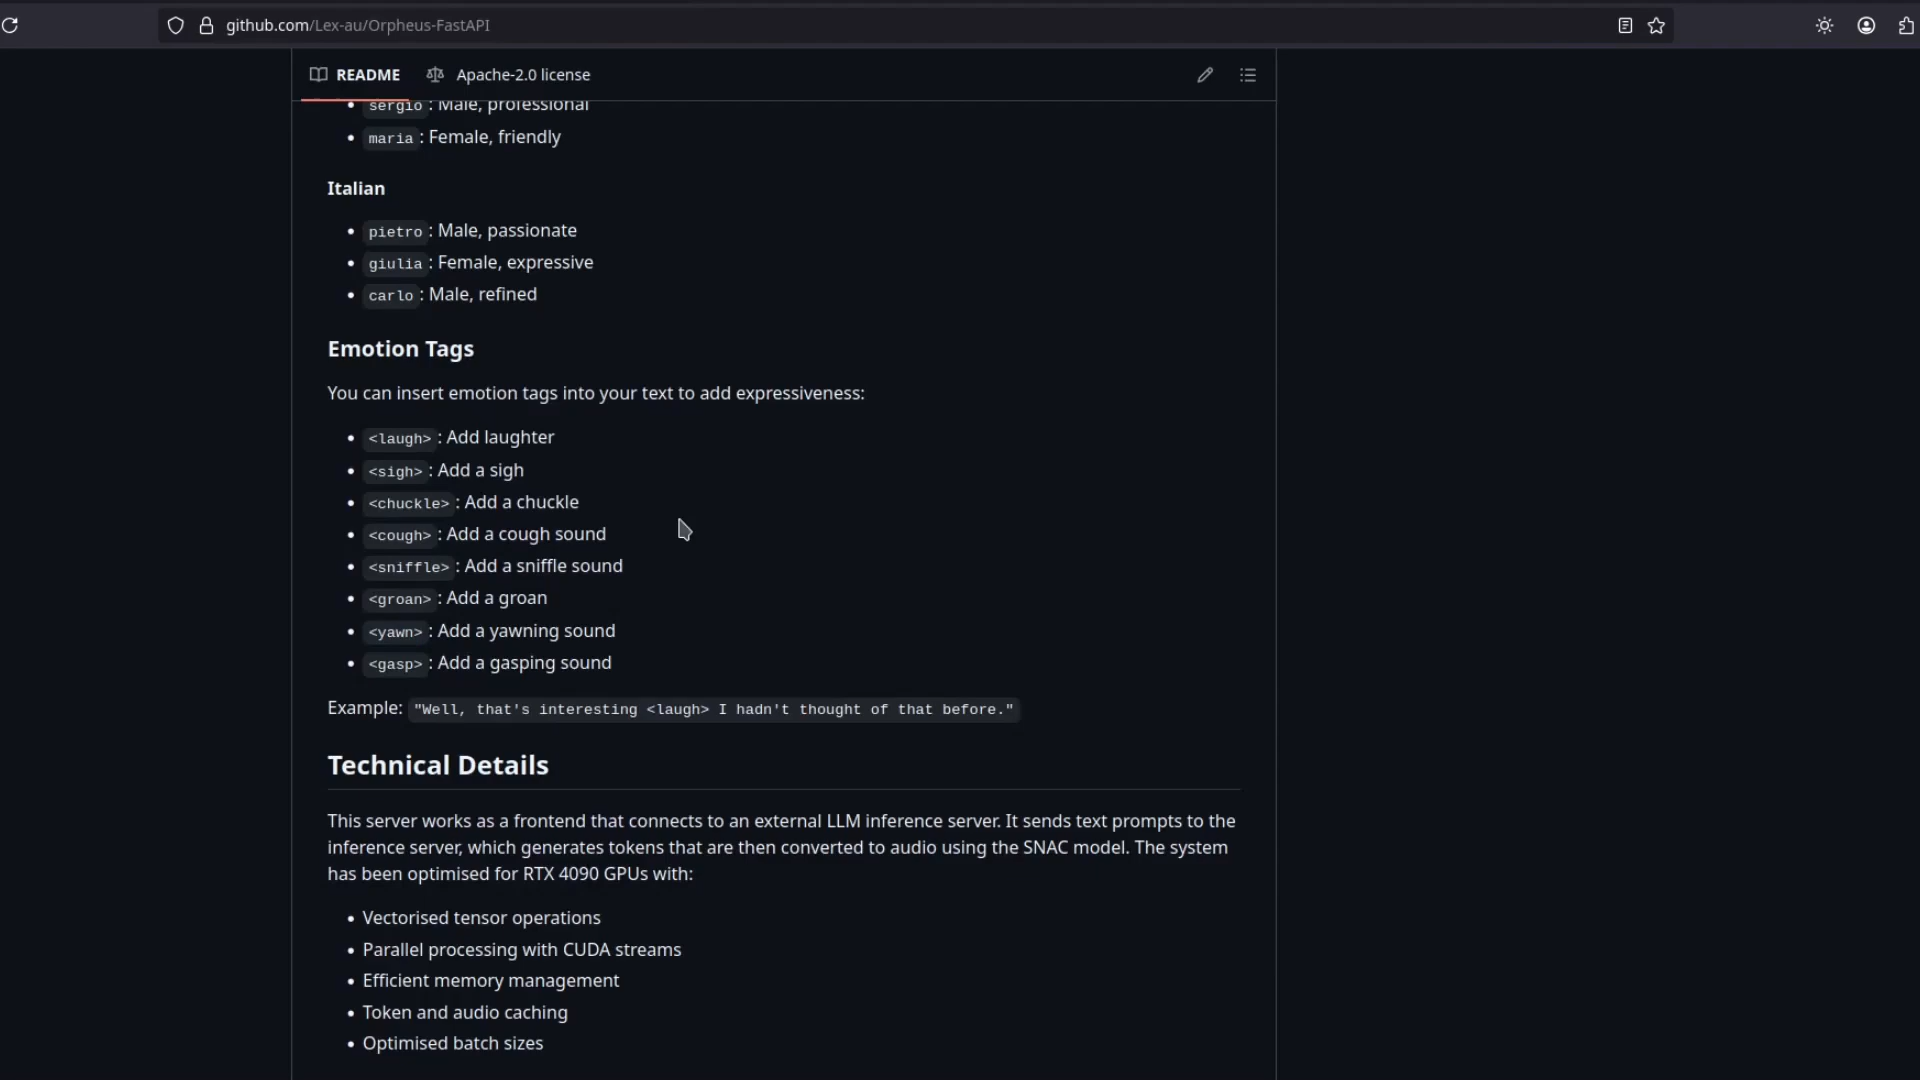 github.com/Lex-au/Orpheus-FastAPI
README
Apache-2.0 license
sergio : Male, professional
maria : Female, friendly
Italian
pietro : Male, passionate
giulia : Female, expressive
carlo : Male, refined
Emotion Tags
You can insert emotion tags into your text to add expressiveness:
<laugh> : Add laughter
<sigh> : Add a sigh
<chuckle> : Add a chuckle
<cough> : Add a cough sound
<sniffle> : Add a sniffle sound
<groan> : Add a groan
<yawn> : Add a yawning sound
<gasp> : Add a gasping sound
Example: "Well, that's interesting <laugh> I hadn't thought of that before."
Technical Details
This server works as a frontend that connects to an external LLM inference server. It sends text prompts to the
inference server, which generates tokens that are then converted to audio using the SNAC model. The system
has been optimised for RTX 4090 GPUs with:
Vectorised tensor operations
Parallel processing with CUDA streams
Efficient memory management
Token and audio caching
Optimised batch sizes